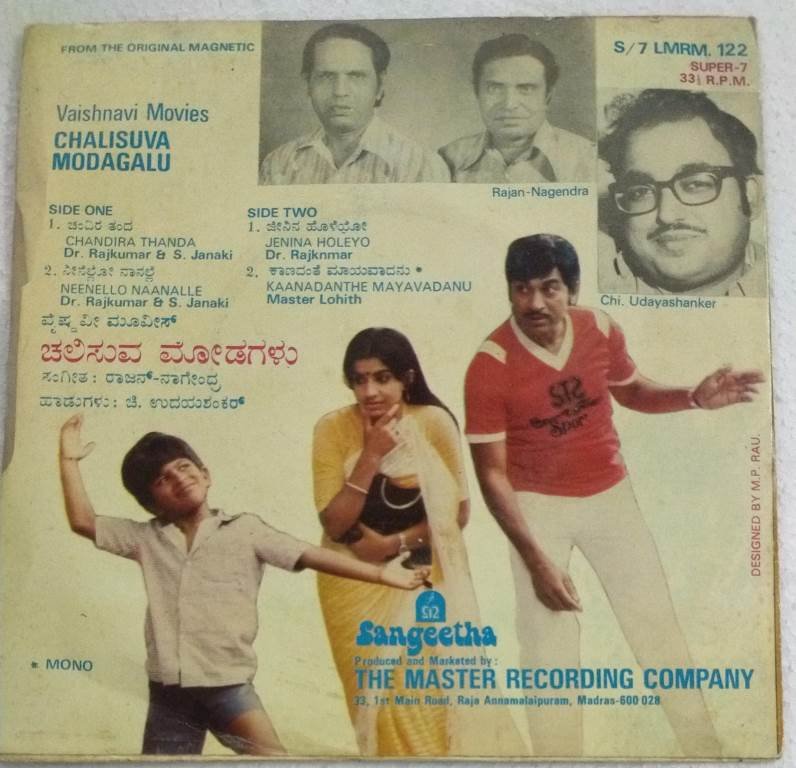 FROM THE ORIGINAL MAGNETIC
S/7 LMRM. 122
SUPER-7
33⅓ R.P.M.
Vaishnavi Movies
CHALISUVA
MODAGALU
Rajan-Nagendra
Chi. Udayashanker
SIDE ONE
1. ಚಂದಿರ ತಂದ
CHANDIRA THANDA
Dr. Rajkumar & S. Janaki
2. ನೀನೆಲ್ಲೋ ನಾನಲ್ಲೆ
NEENELLO NAANALLE
Dr. Rajkumar & S. Janaki
SIDE TWO
1. ಜೇನಿನ ಹೊಳೆಯೋ
JENINA HOLEYO
Dr. Rajknmar
2. ಕಾಣದಂತೆ ಮಾಯವಾದನು *
KAANADANTHE MAYAVADANU
Master Lohith
ವೈಷ್ಣವೀ ಮೂವೀಸ್
ಚಲಿಸುವ ಮೋಡಗಳು
ಸಂಗೀತ : ರಾಜನ್-ನಾಗೇಂದ್ರ
ಹಾಡುಗಳು : ಚಿ. ಉದಯಶಂಕರ್
DESIGNED BY M.P. RAU.
* MONO
Sangeetha
Produced and Marketed by :
THE MASTER RECORDING COMPANY
33, 1st Main Road, Raja Annamalaipuram, Madras-600 028